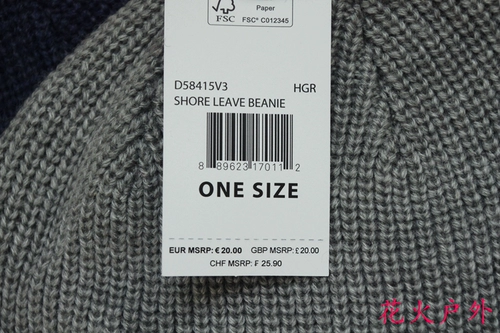 FSC
Paper
FSC® C012345
D58415V3 HGR
SHORE LEAVE BEANIE
8 89623 17011 2
ONE SIZE
EUR MSRP: € 20.00 GBP MSRP: £ 20.00
CHF MSRP: ₣ 25.90
花火户外